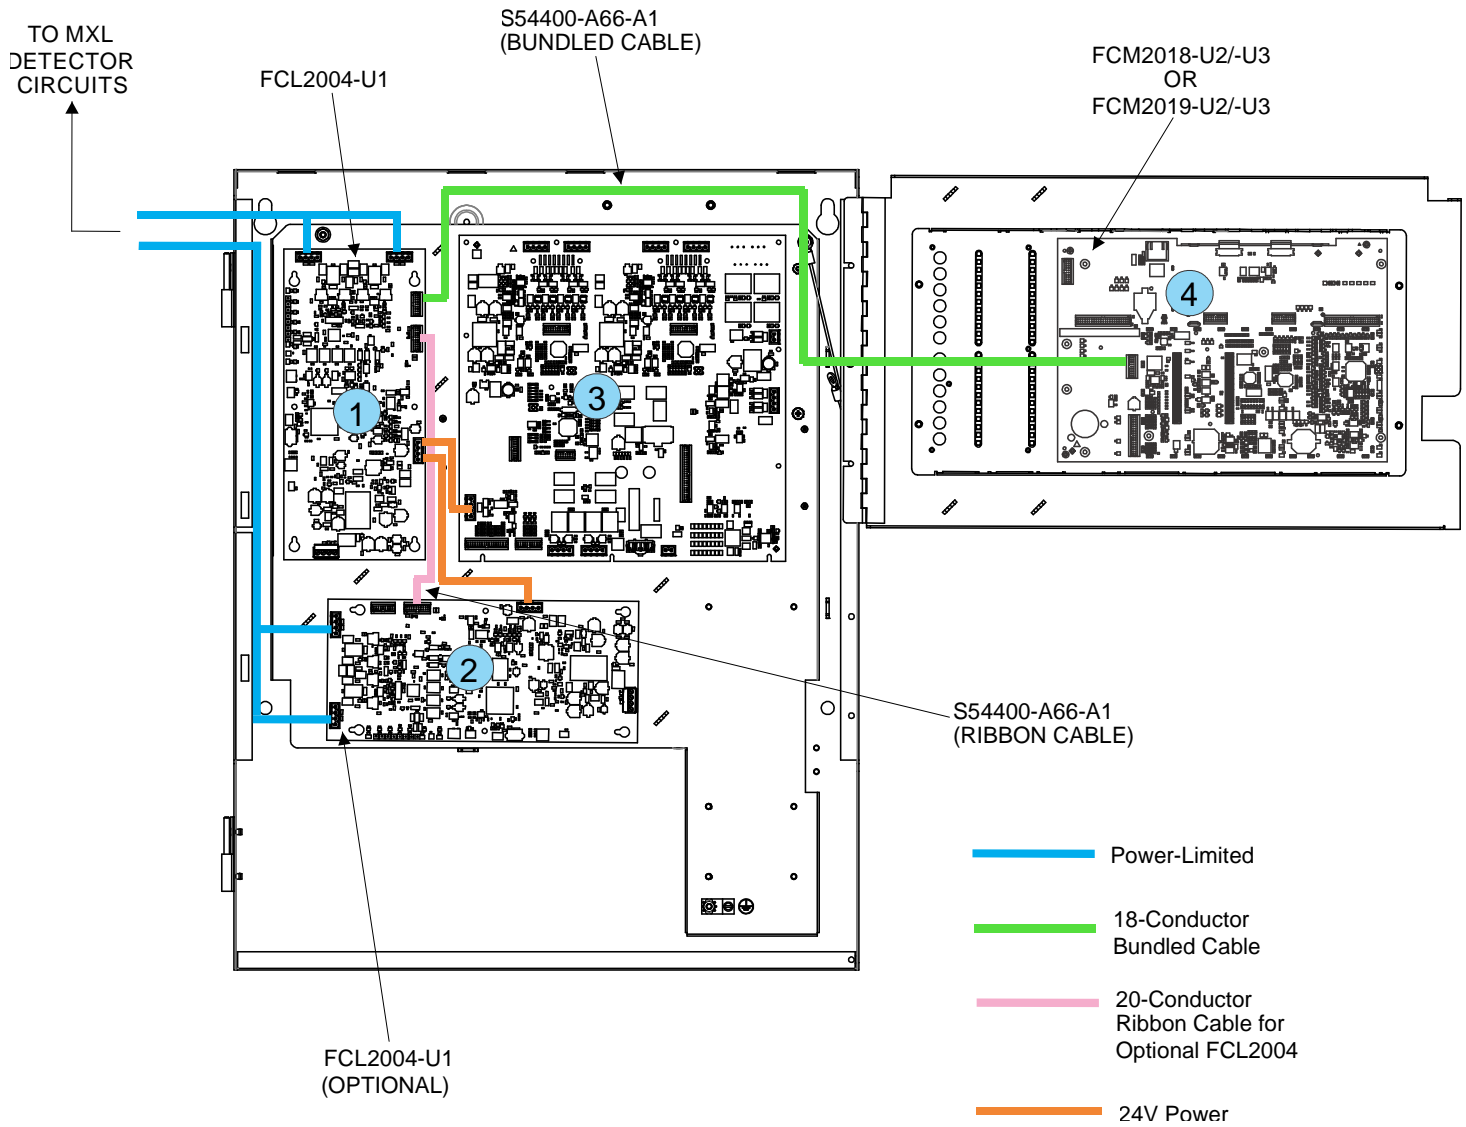 TO MXL
DETECTOR
CIRCUITS
FCL2004-U1
S54400-A66-A1
(BUNDLED CABLE)
FCM2018-U2/-U3
OR
FCM2019-U2/-U3
1
3
4
2
S54400-A66-A1
(RIBBON CABLE)
FCL2004-U1
(OPTIONAL)
Power-Limited
18-Conductor
Bundled Cable
20-Conductor
Ribbon Cable for
Optional FCL2004
24V Power